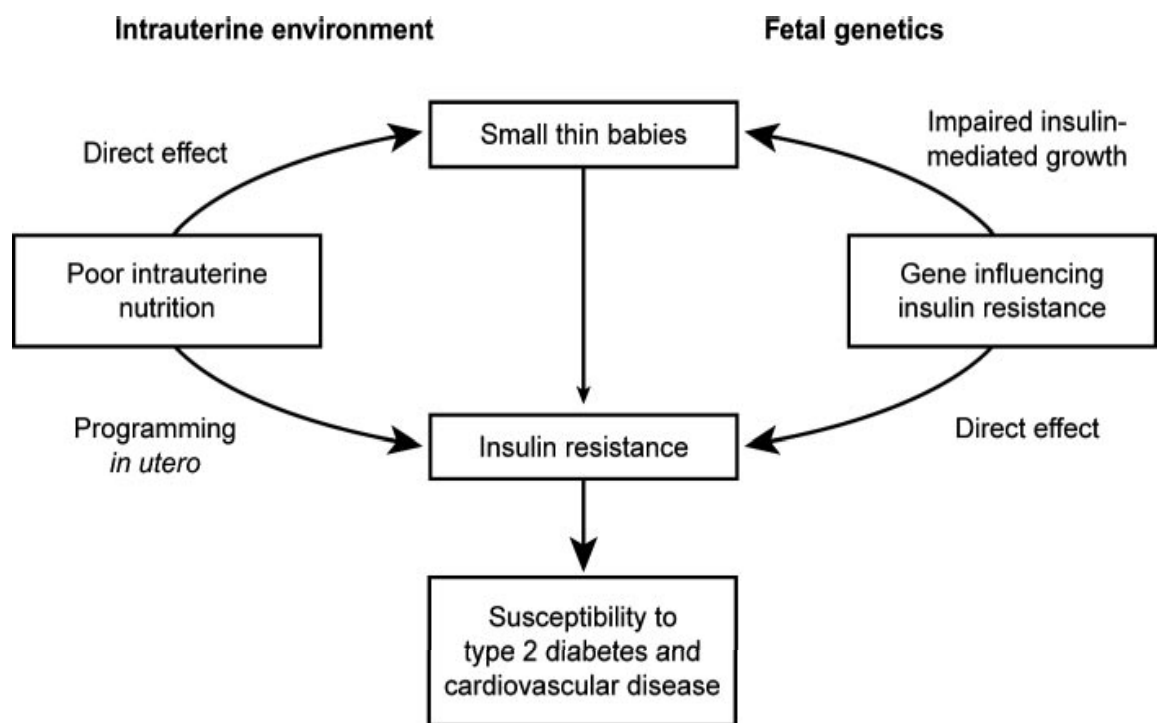 Intrauterine environment
Fetal genetics
Small thin babies
Direct effect
Impaired insulin-
mediated growth
Poor intrauterine
nutrition
Gene influencing
insulin resistance
Programming
in utero
Insulin resistance
Direct effect
Susceptibility to
type 2 diabetes and
cardiovascular disease